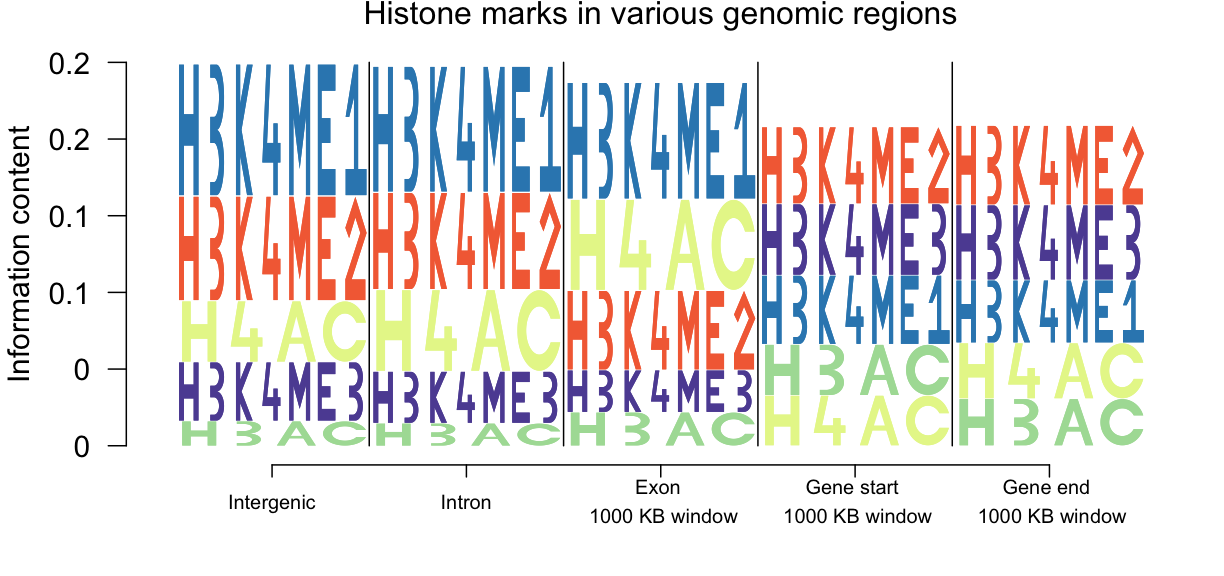 Histone marks in various genomic regions
Information content
0.2
0.2
0.1
0.1
0
0
H3K4ME1
H3K4ME2
H4AC
H3K4ME3
H3AC
H3K4ME1
H3K4ME2
H4AC
H3K4ME3
H3AC
H3K4ME1
H4AC
H3K4ME2
H3K4ME3
H3AC
H3K4ME2
H3K4ME3
H3K4ME1
H3AC
H4AC
H3K4ME2
H3K4ME3
H3K4ME1
H4AC
H3AC
Intergenic
Intron
Exon
1000 KB window
Gene start
1000 KB window
Gene end
1000 KB window